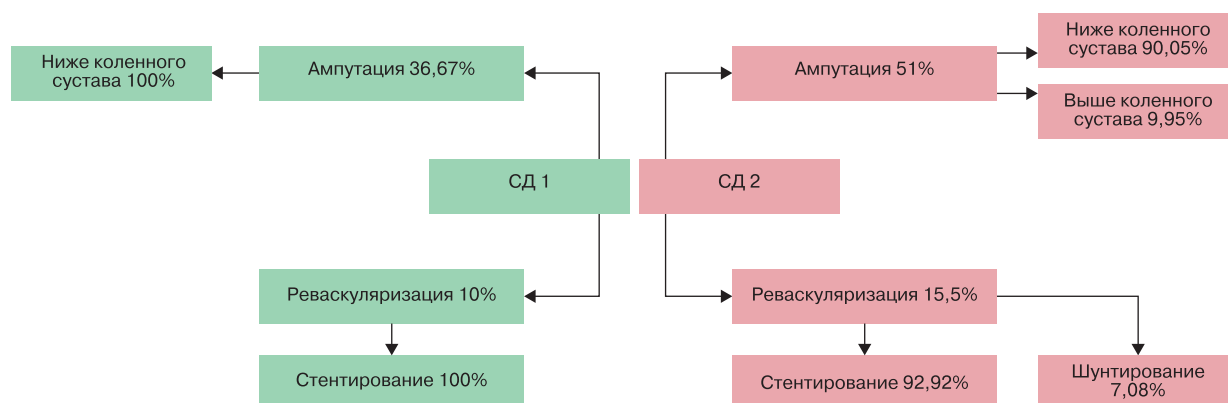 Ниже коленного
сустава 100%
Ампутация 36,67%
Ампутация 51%
Ниже коленного
сустава 90,05%
Выше коленного
сустава 9,95%
СД 1
СД 2
Реваскуляризация 10%
Реваскуляризация 15,5%
Стентирование 100%
Стентирование 92,92%
Шунтирование
7,08%